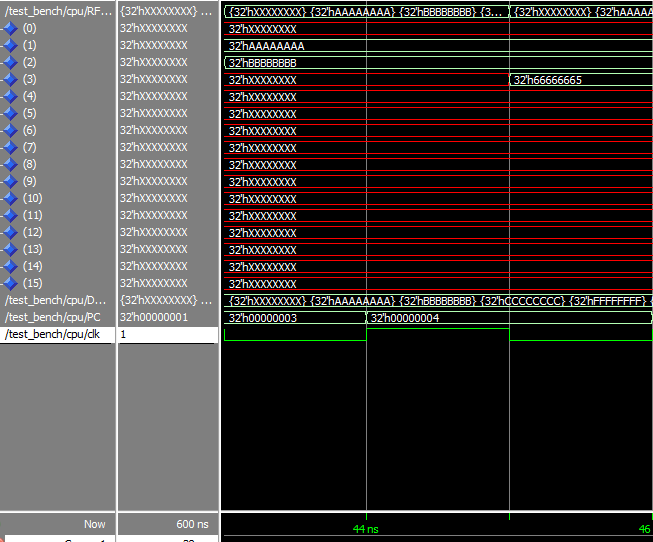 /test_bench/cpu/RF... {32'hXXXXXXXX} ... {32'hXXXXXXXX} {32'hAAAAAAAA} {32'hBBBBBBBB} {3... {32'hXXXXXXXX} {32'hAAAAA
(0) 32'hXXXXXXXX 32'hXXXXXXXX
(1) 32'hXXXXXXXX 32'hAAAAAAAA
(2) 32'hXXXXXXXX 32'hBBBBBBBB
(3) 32'hXXXXXXXX 32'hXXXXXXXX 32'h66666665
(4) 32'hXXXXXXXX 32'hXXXXXXXX
(5) 32'hXXXXXXXX 32'hXXXXXXXX
(6) 32'hXXXXXXXX 32'hXXXXXXXX
(7) 32'hXXXXXXXX 32'hXXXXXXXX
(8) 32'hXXXXXXXX 32'hXXXXXXXX
(9) 32'hXXXXXXXX 32'hXXXXXXXX
(10) 32'hXXXXXXXX 32'hXXXXXXXX
(11) 32'hXXXXXXXX 32'hXXXXXXXX
(12) 32'hXXXXXXXX 32'hXXXXXXXX
(13) 32'hXXXXXXXX 32'hXXXXXXXX
(14) 32'hXXXXXXXX 32'hXXXXXXXX
(15) 32'hXXXXXXXX 32'hXXXXXXXX
/test_bench/cpu/D... {32'hXXXXXXXX} ... {32'hXXXXXXXX} {32'hAAAAAAAA} {32'hBBBBBBBB} {32'hCCCCCCCC} {32'hFFFFFFFF} {
/test_bench/cpu/PC 32'h00000001 32'h00000003 32'h00000004
/test_bench/cpu/clk 1
Now 600 ns 44 ns 46